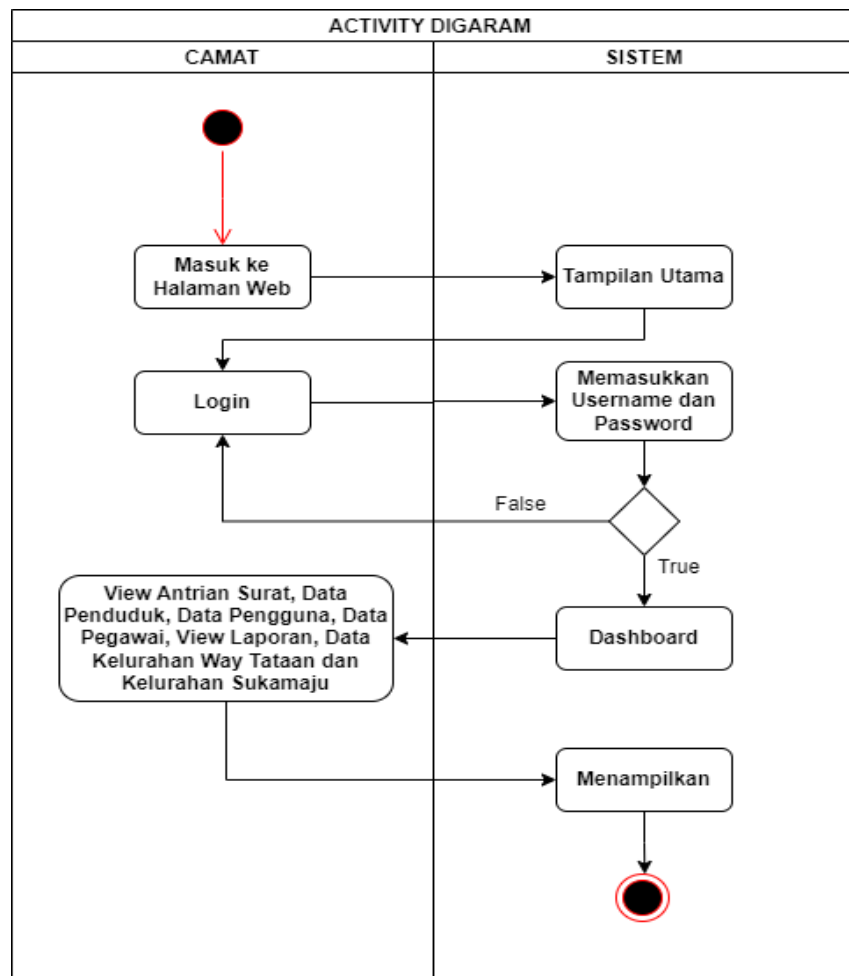 ACTIVITY DIGARAM
CAMAT
SISTEM
Masuk ke
Halaman Web
Tampilan Utama
Login
Memasukkan
Username dan
Password
False
True
View Antrian Surat, Data
Penduduk, Data Pengguna, Data
Pegawai, View Laporan, Data
Kelurahan Way Tataan dan
Kelurahan Sukamaju
Dashboard
Menampilkan